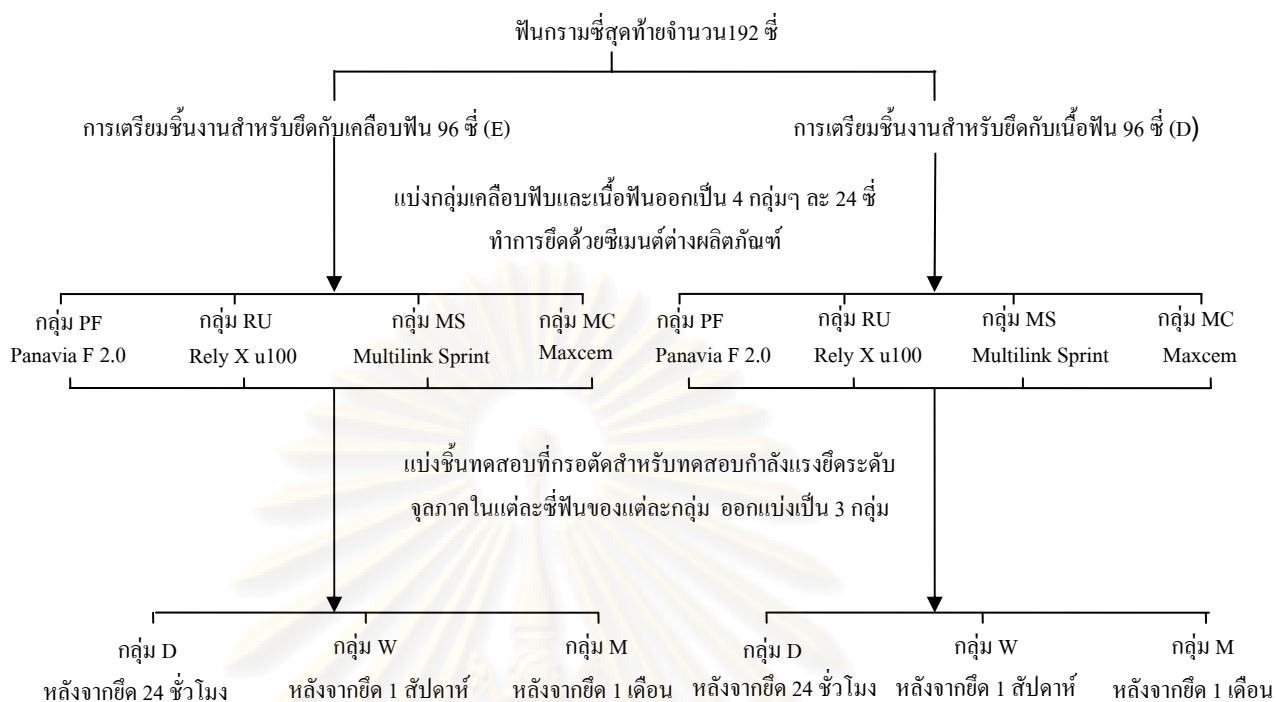 ฟันกรามซี่สุดท้ายจำนวน192 ซี่
การเตรียมชิ้นงานสำหรับยึดกับเคลือบฟัน 96 ซี่ (E)
การเตรียมชิ้นงานสำหรับยึดกับเนื้อฟัน 96 ซี่ (D)
แบ่งกลุ่มเคลือบฟับและเนื้อฟันออกเป็น 4 กลุ่มๆ ละ 24 ซี่
ทำการยึดด้วยซีเมนต์ต่างผลิตภัณฑ์
กลุ่ม PF
Panavia F 2.0
กลุ่ม RU
Rely X u100
กลุ่ม MS
Multilink Sprint
กลุ่ม MC
Maxcem
กลุ่ม PF
Panavia F 2.0
กลุ่ม RU
Rely X u100
กลุ่ม MS
Multilink Sprint
กลุ่ม MC
Maxcem
แบ่งชิ้นทดสอบที่กรอตัดสำหรับทดสอบกำลังแรงยึดระดับ
จุลภาคในแต่ละซี่ฟันของแต่ละกลุ่ม ออกแบ่งเป็น 3 กลุ่ม
กลุ่ม D
หลังจากยึด 24 ชั่วโมง
กลุ่ม W
หลังจากยึด 1 สัปดาห์
กลุ่ม M
หลังจากยึด 1 เดือน
กลุ่ม D
หลังจากยึด 24 ชั่วโมง
กลุ่ม W
หลังจากยึด 1 สัปดาห์
กลุ่ม M
หลังจากยึด 1 เดือน